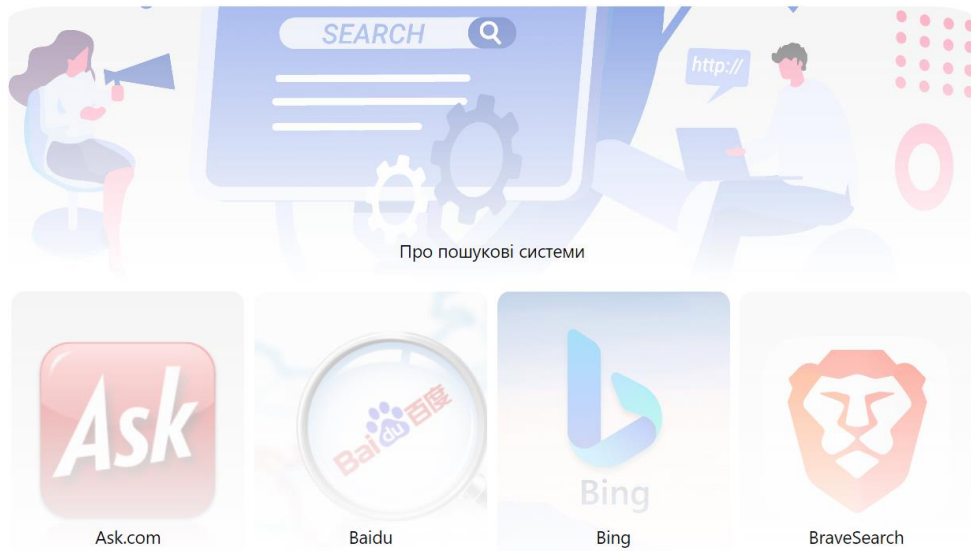 SEARCH
http://
Про пошукові системи
Ask
Baidu百度
Bing
Ask.com
Baidu
Bing
BraveSearch